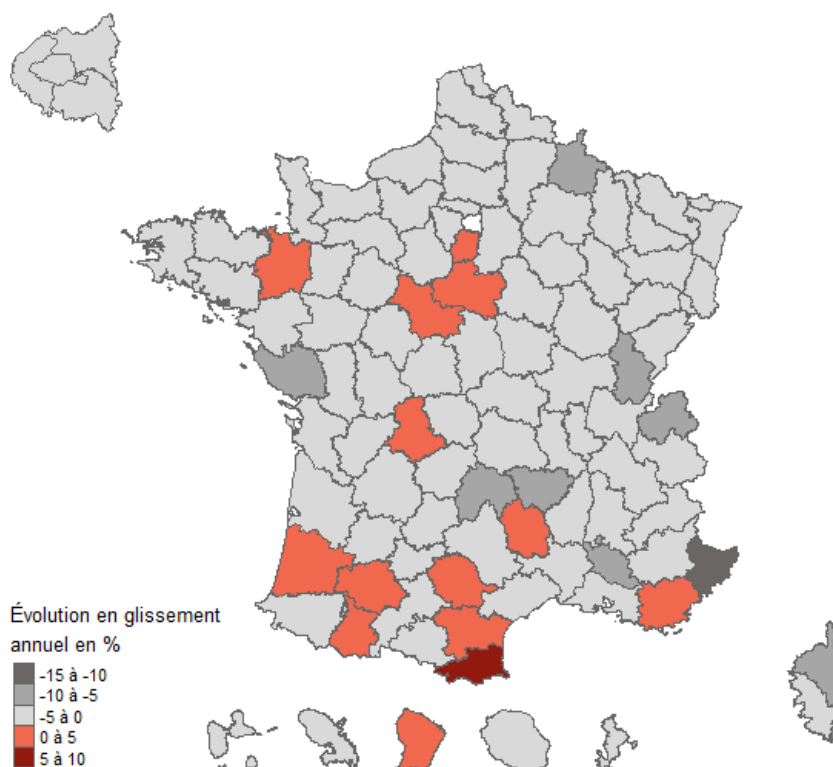 Évolution en glissement
annuel en %
-15 à -10
-10 à -5
-5 à 0
0 à 5
5 à 10